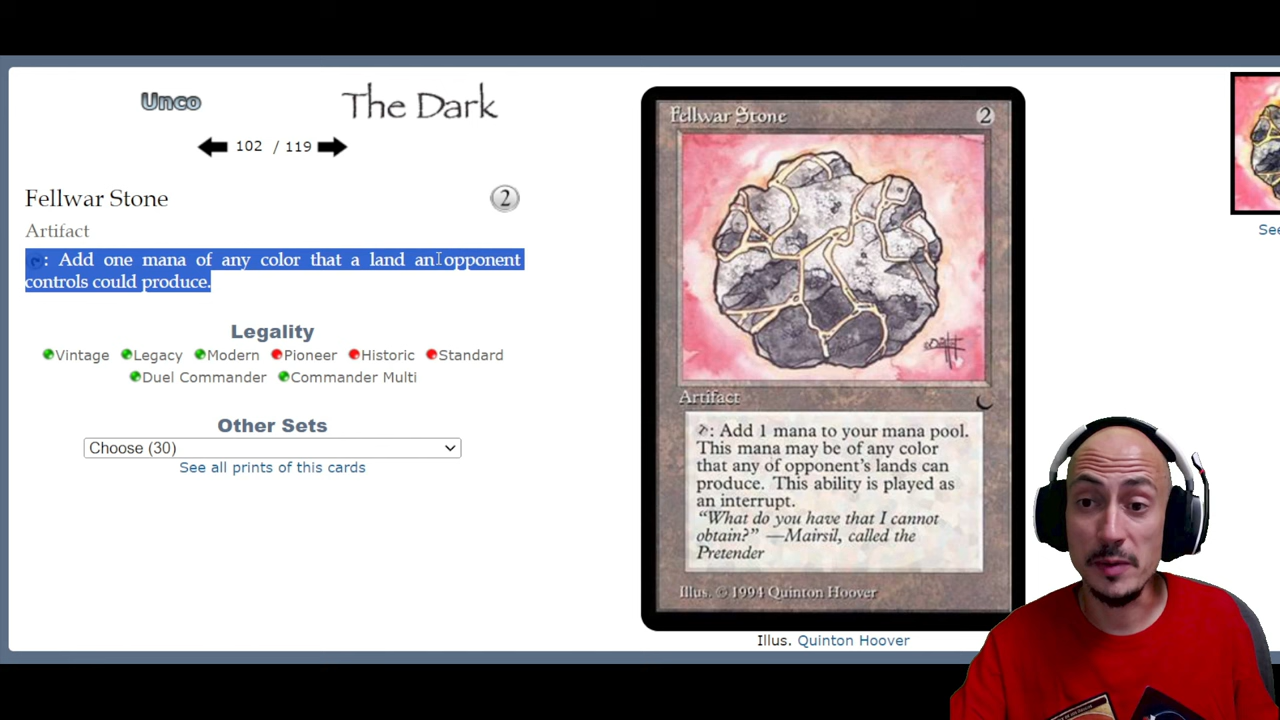 Unco
The Dark
102 / 119
Fellwar Stone
2
Artifact
: Add one mana of any color that a land an opponent
controls could produce.
Legality
Vintage Legacy Modern Pioneer Historic Standard
Duel Commander Commander Multi
Other Sets
Choose (30)
See all prints of this cards
Fellwar Stone
2
Artifact
: Add 1 mana to your mana pool.
This mana may be of any color
that any of opponent's lands can
produce. This ability is played as
an interrupt.
"What do you have that I cannot
obtain?" —Mairsil, called the
Pretender
Illus. © 1994 Quinton Hoover
Illus. Quinton Hoover
See